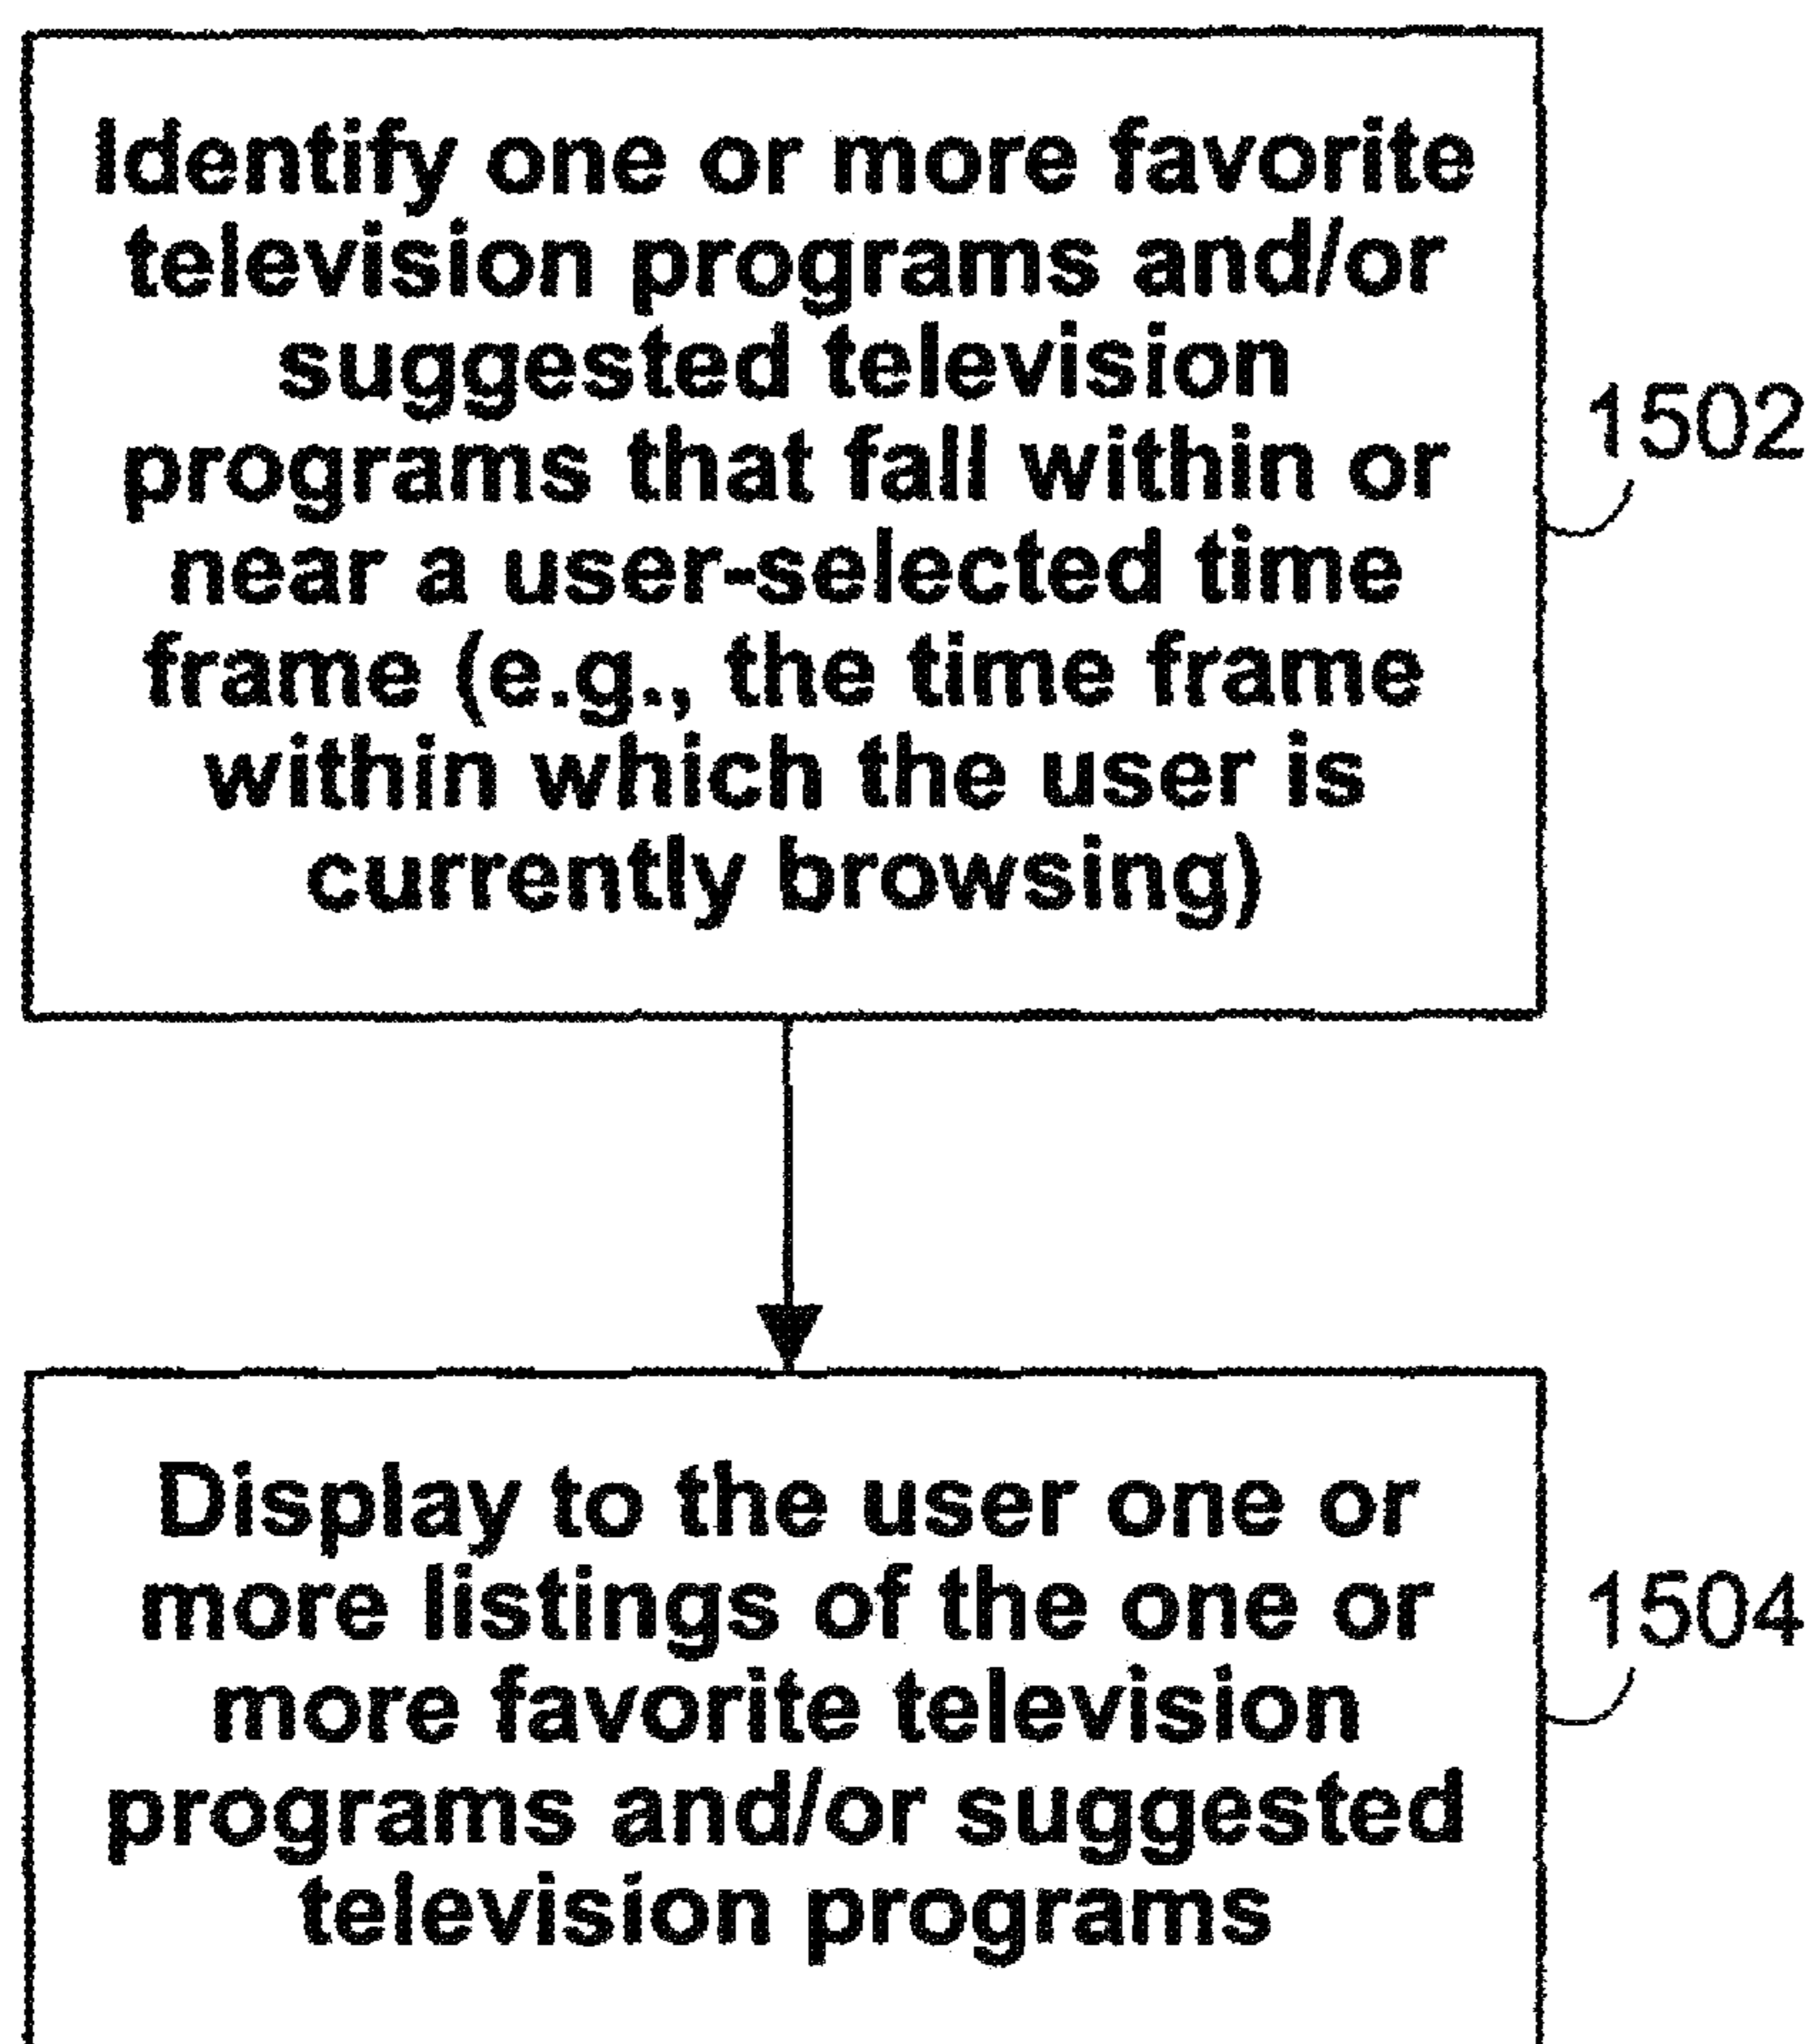 Identify one or more favorite
television programs and/or
suggested television
programs that fall within or
near a user-selected time
frame (e.g., the time frame
within which the user is
currently browsing)
1502
Display to the user one or
more listings of the one or
more favorite television
programs and/or suggested
television programs
1504